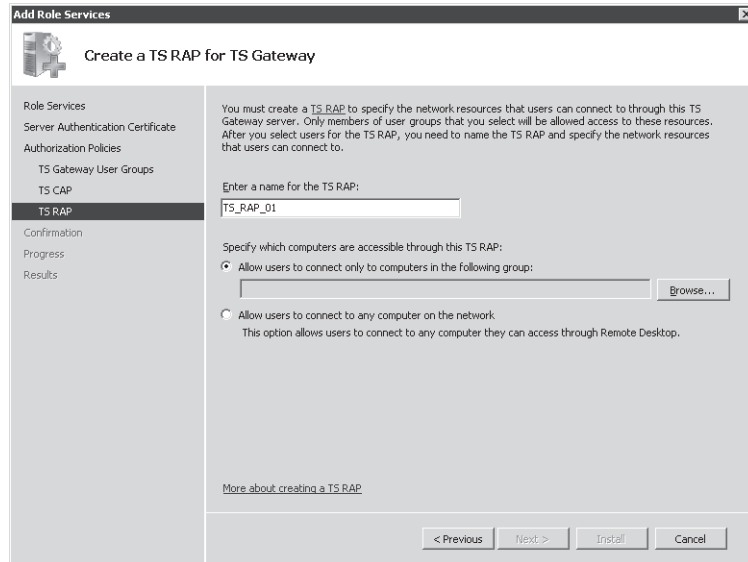 Add Role Services
Create a TS RAP for TS Gateway
Role Services
Server Authentication Certificate
Authorization Policies
TS Gateway User Groups
TS CAP
TS RAP
Confirmation
Progress
Results
You must create a TS RAP to specify the network resources that users can connect to through this TS
Gateway server. Only members of user groups that you select will be allowed access to these resources.
After you select users for the TS RAP, you need to name the TS RAP and specify the network resources
that users can connect to.
Enter a name for the TS RAP:
TS_RAP_01
Specify which computers are accessible through this TS RAP:
Allow users to connect only to computers in the following group:
Browse...
Allow users to connect to any computer on the network
This option allows users to connect to any computer they can access through Remote Desktop.
More about creating a TS RAP
< Previous
Next >
Install
Cancel